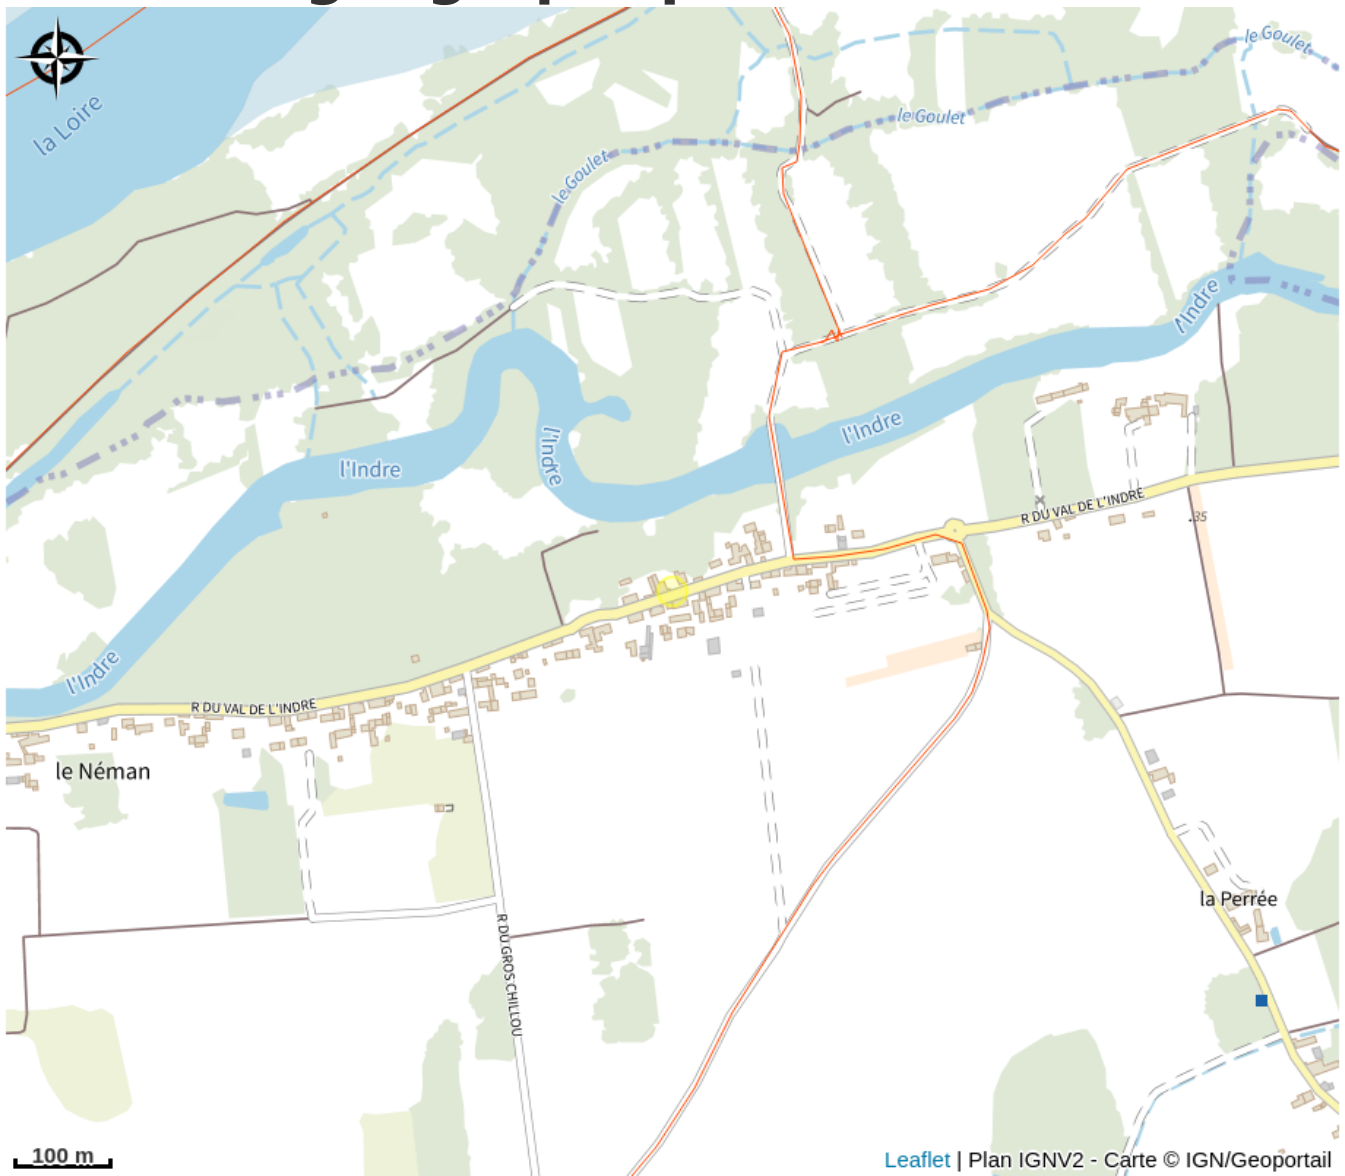 la Loire
le Goulet
le Goulet
le Goulet
l'Indre
l'Indre
l'Indre
l'Indre
R DU VAL DE L'INDRE
.35
l'Indre
R DU VAL DE L'INDRE
le Néman
la Perrée
R DU GROS CHILLOU
100 m
Leaflet | Plan IGNV2 - Carte © IGN/Geoportail